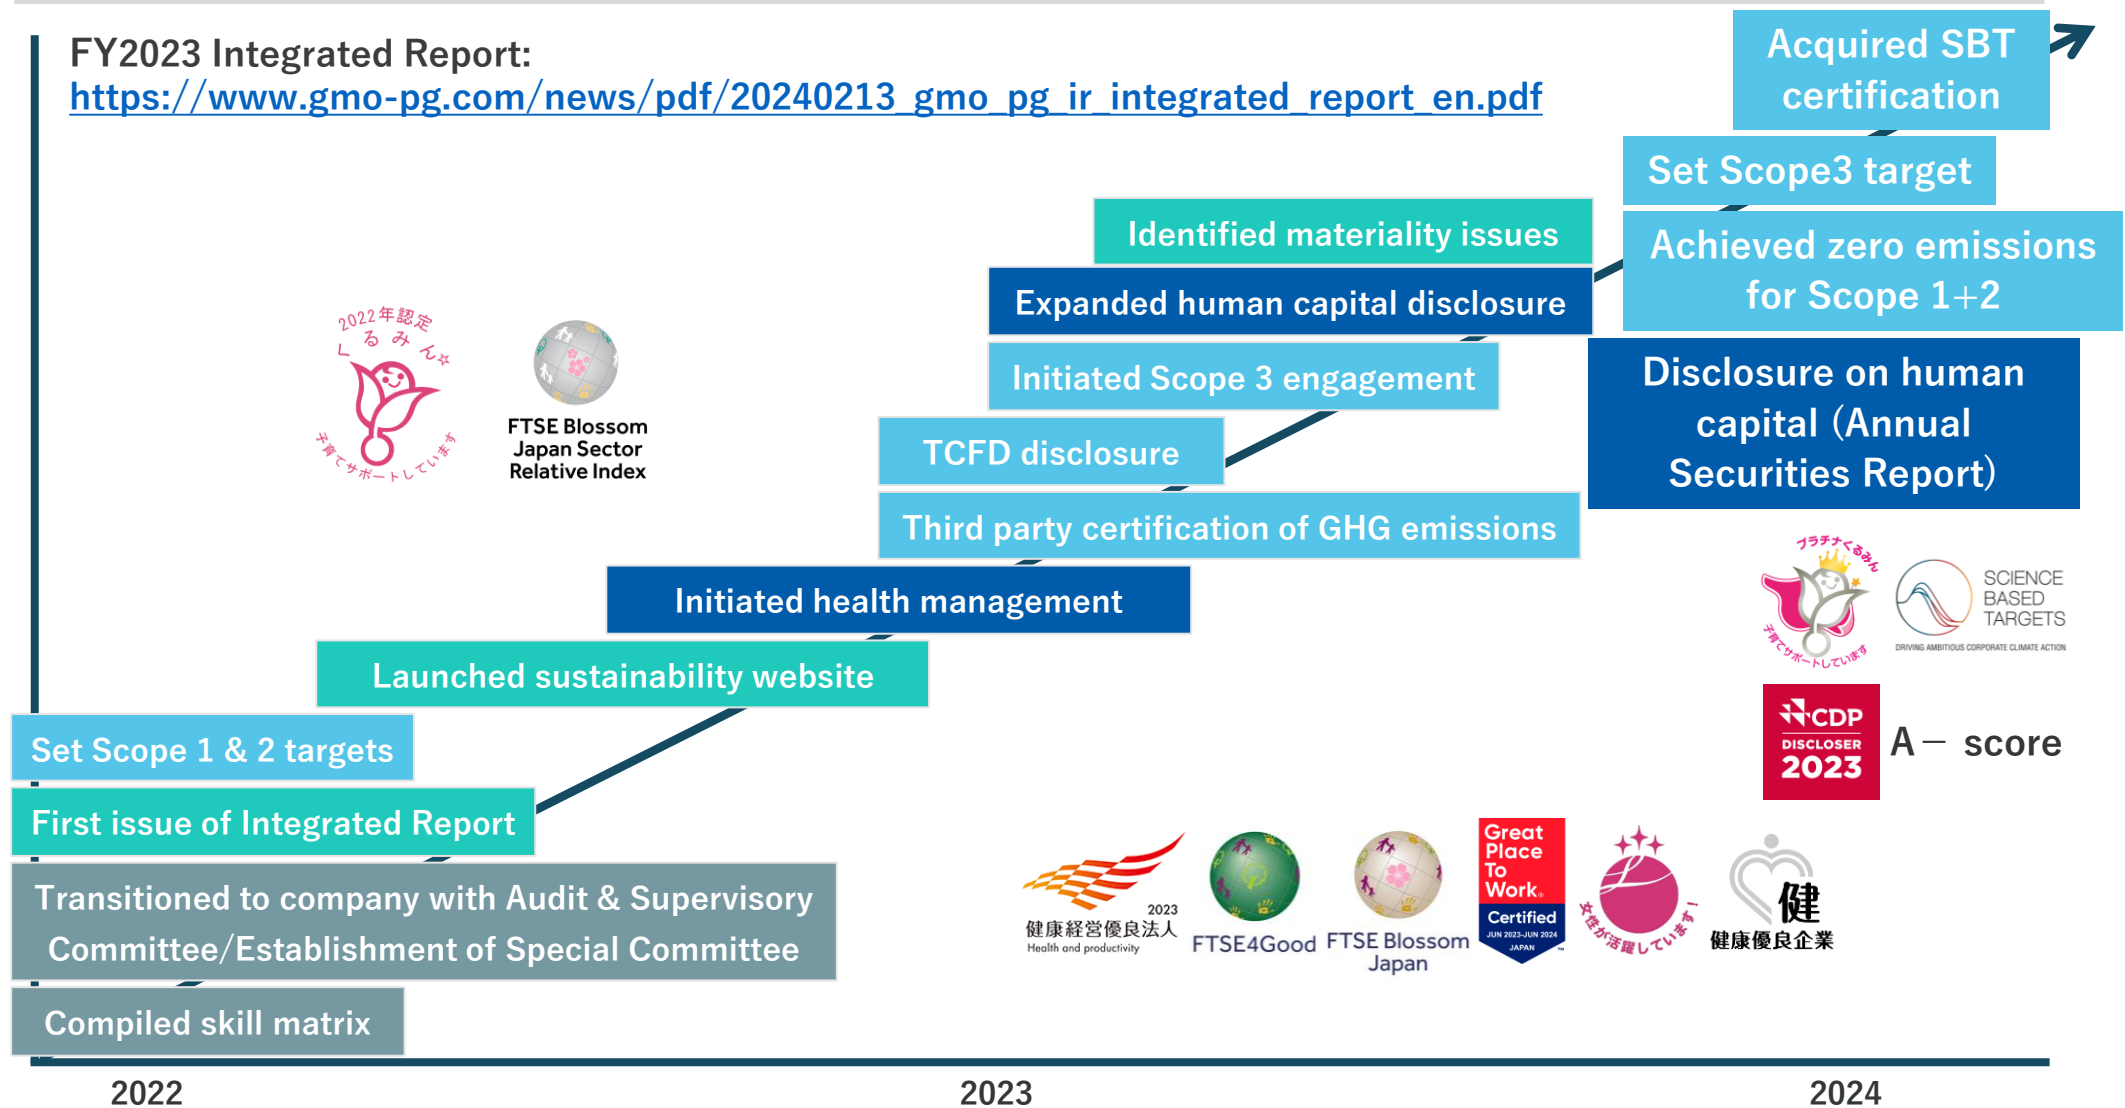 FY2023 Integrated Report:
https://www.gmo-pg.com/news/pdf/20240213_gmo_pg_ir_integrated_report_en.pdf
Acquired SBT
certification
Set Scope3 target
Achieved zero emissions
for Scope 1+2
Identified materiality issues
Expanded human capital disclosure
Initiated Scope 3 engagement
Disclosure on human
capital (Annual
Securities Report)
TCFD disclosure
Third party certification of GHG emissions
Initiated health management
Launched sustainability website
Set Scope 1 & 2 targets
First issue of Integrated Report
Transitioned to company with Audit & Supervisory
Committee/Establishment of Special Committee
Compiled skill matrix
2022年認定
くるみん☆
子育てサポートしています
FTSE Blossom
Japan Sector
Relative Index
プラチナくるみん
子育てサポートしています
SCIENCE
BASED
TARGETS
DRIVING AMBITIOUS CORPORATE CLIMATE ACTION
CDP
DISCLOSER
2023
A－ score
2023
健康経営優良法人
Health and productivity
FTSE4Good
FTSE Blossom
Japan
Great
Place
To
Work®
Certified
JUN 2023-JUN 2024
JAPAN
™
女性が活躍しています！
健
健康優良企業
2022
2023
2024